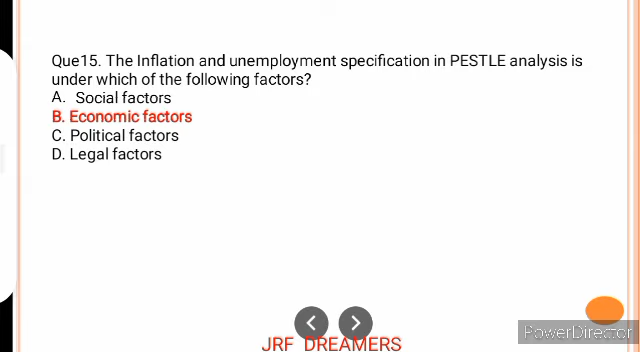 Que15. The Inflation and unemployment specification in PESTLE analysis is
under which of the following factors?
A. Social factors
B. Economic factors
C. Political factors
D. Legal factors
JRF DREAMERS
PowerDirector